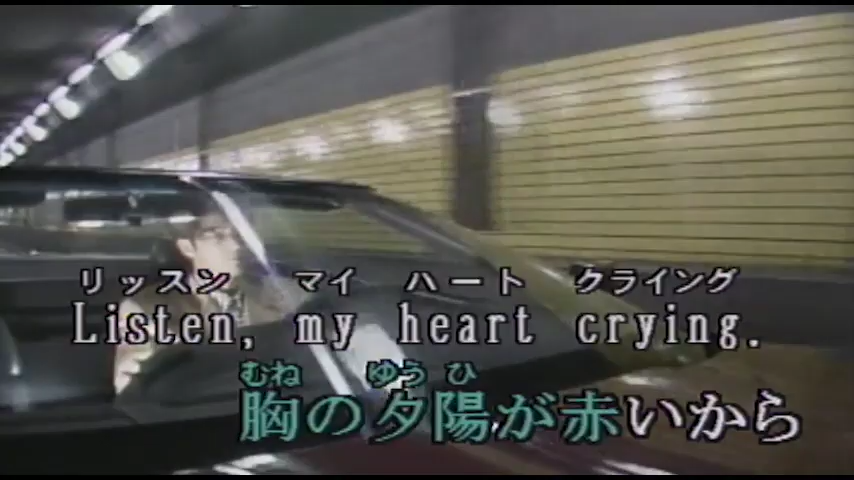 リッスン マイ ハート クライング
Listen, my heart crying.
むね ゆう ひ
胸の夕陽が赤いから